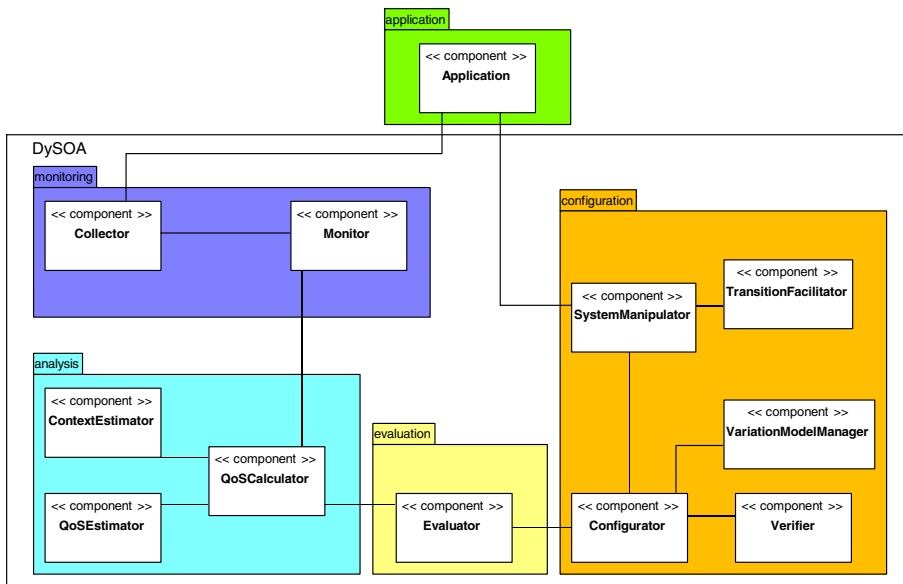 application
<< component >>
Application
DySOA
monitoring
<< component >>
Collector
<< component >>
Monitor
configuration
<< component >>
SystemManipulator
<< component >>
TransitionFacilitator
analysis
<< component >>
ContextEstimator
<< component >>
QoSCalculator
<< component >>
QoSEstimator
evaluation
<< component >>
Evaluator
<< component >>
VariationModelManager
<< component >>
Configurator
<< component >>
Verifier